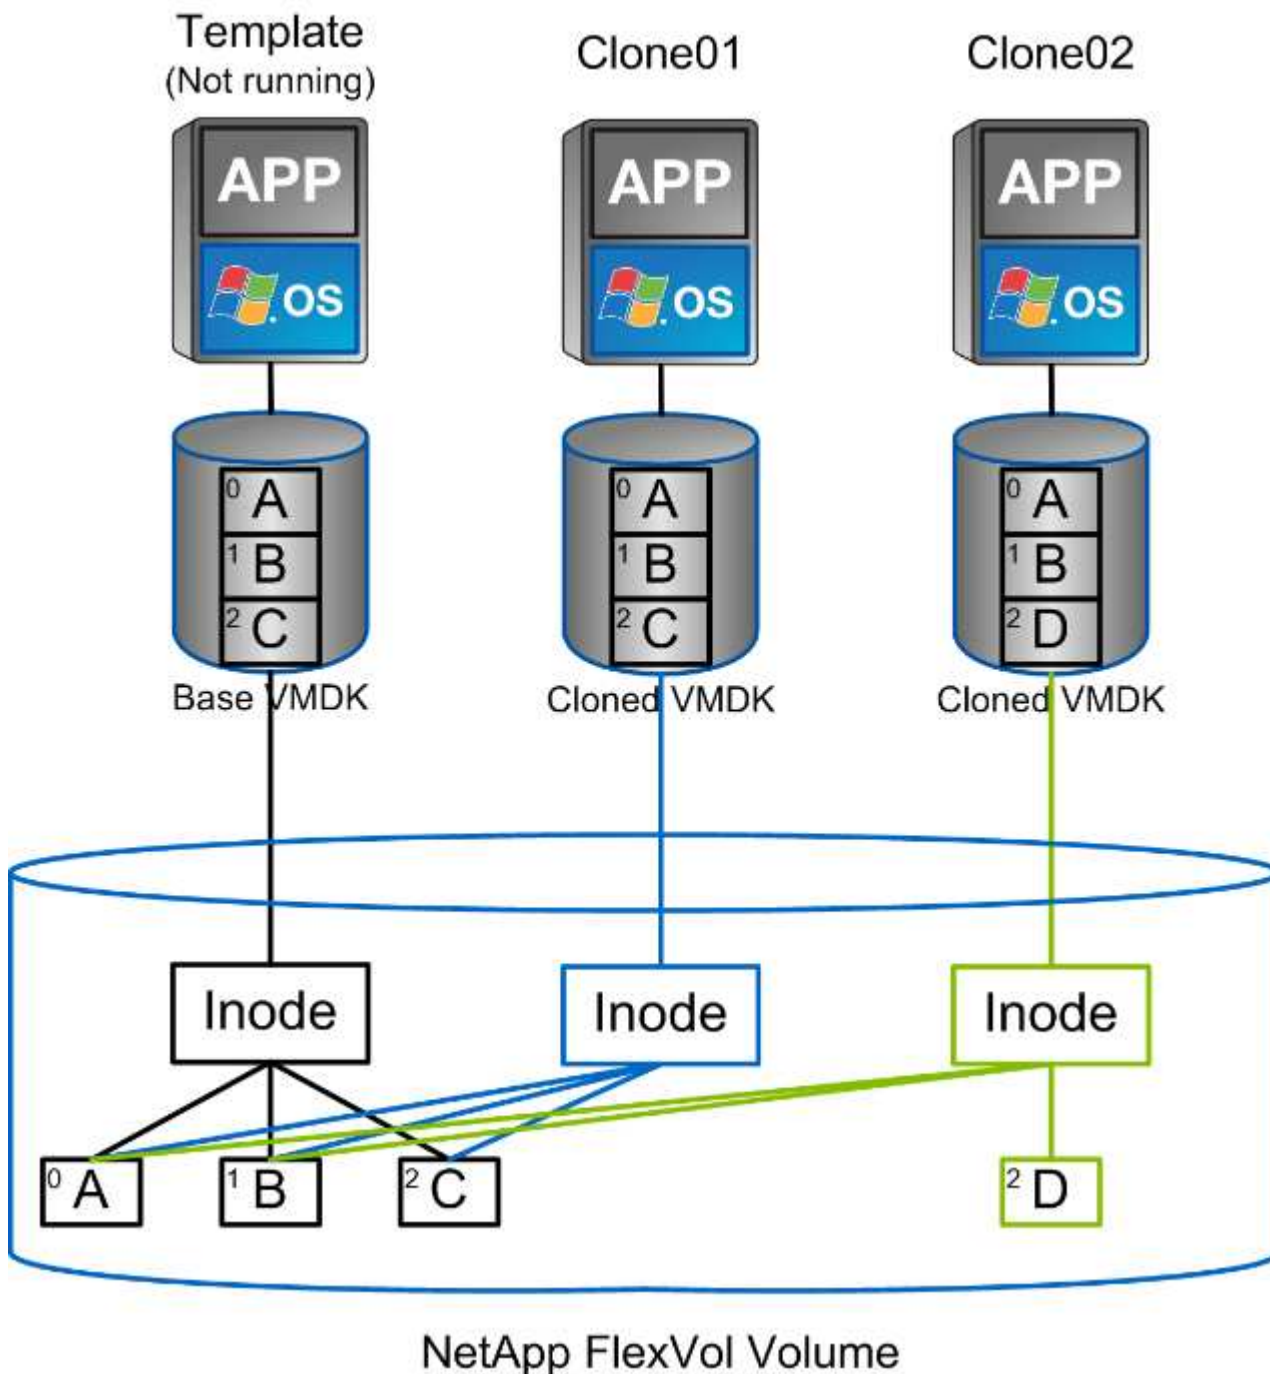 Template
(Not running)
Clone01
Clone02
APP
APP
APP
OS
OS
OS
0 A
1 B
2 C
0 A
1 B
2 C
0 A
1 B
2 D
Base VMDK
Cloned VMDK
Cloned VMDK
Inode
Inode
Inode
0 A
1 B
2 C
2 D
NetApp FlexVol Volume